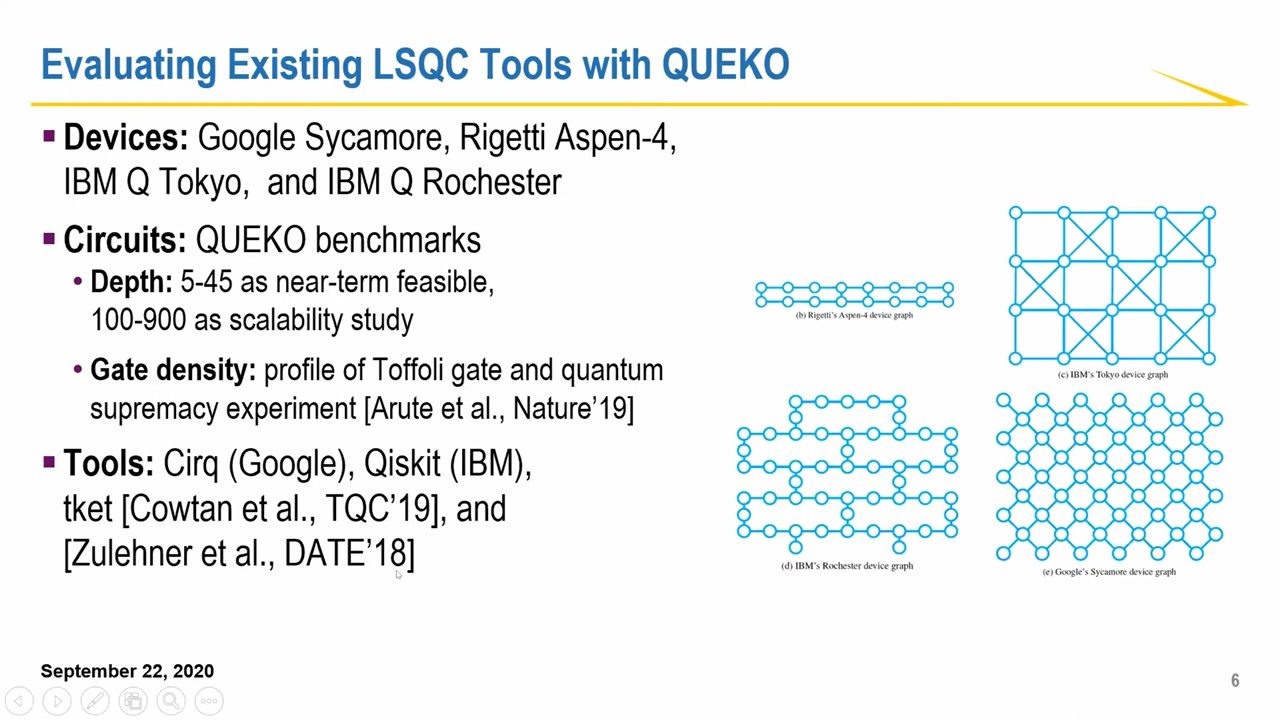 Evaluating Existing LSQC Tools with QUEKO
▪ Devices: Google Sycamore, Rigetti Aspen-4,
IBM Q Tokyo, and IBM Q Rochester
▪ Circuits: QUEKO benchmarks
• Depth: 5-45 as near-term feasible,
100-900 as scalability study
• Gate density: profile of Toffoli gate and quantum
supremacy experiment [Arute et al., Nature’19]
▪ Tools: Cirq (Google), Qiskit (IBM),
tket [Cowtan et al., TQC’19], and
[Zulehner et al., DATE’18]
(b) Rigetti’s Aspen-4 device graph
(c) IBM’s Tokyo device graph
(d) IBM’s Rochester device graph
(e) Google’s Sycamore device graph
September 22, 2020
6